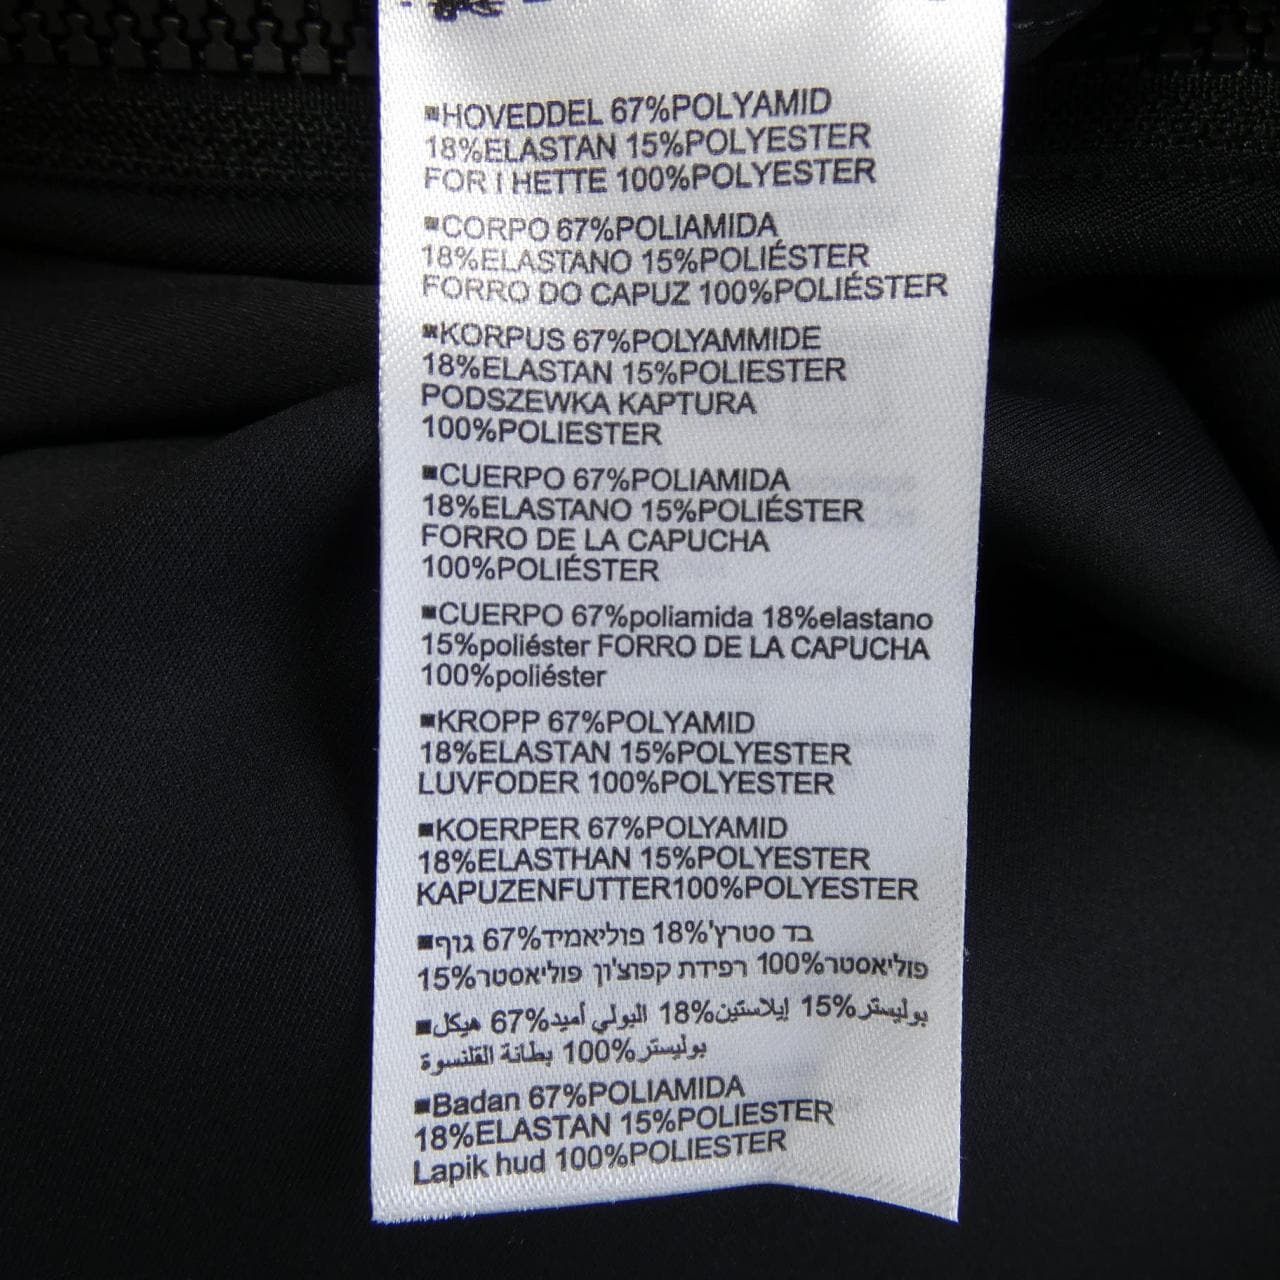 ■HOVEDDEL 67%POLYAMID
18%ELASTAN 15%POLYESTER
FOR I HETTE 100%POLYESTER
■CORPO 67%POLIAMIDA
18%ELASTANO 15%POLIÉSTER
FORRO DO CAPUZ 100%POLIÉSTER
■KORPUS 67%POLYAMMIDE
18%ELASTAN 15%POLIESTER
PODSZEWKA KAPTURA
100%POLIESTER
■CUERPO 67%POLIAMIDA
18%ELASTANO 15%POLIÉSTER
FORRO DE LA CAPUCHA
100%POLIÉSTER
■CUERPO 67%poliamida 18%elastano
15%poliéster FORRO DE LA CAPUCHA
100%poliéster
■KROPP 67%POLYAMID
18%ELASTAN 15%POLYESTER
LUVFODER 100%POLYESTER
■KOERPER 67%POLYAMID
18%ELASTHAN 15%POLYESTER
KAPUZENFUTTER100%POLYESTER
■גוף 67%פוליאמיד 18%'בד סטרץ
15%פוליאסטר רפידת קפוצ'ון 100%פוליאסטר
■هيكل 67%البولي أميد 18%إيلاستين 15%بوليستر
بطانة القلنسوة 100%بوليستر
■Badan 67%POLIAMIDA
18%ELASTAN 15%POLIESTER
Lapik hud 100%POLIESTER